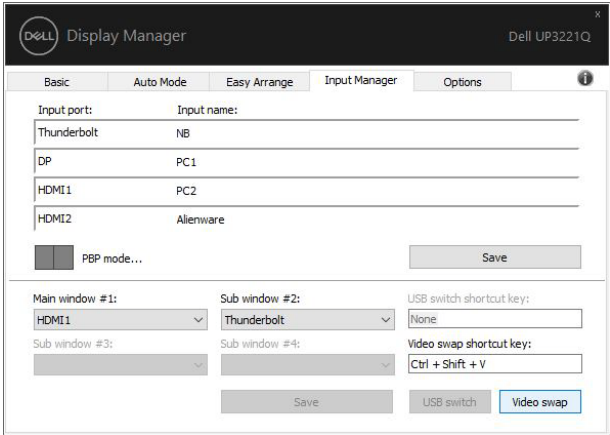 x
DELL Display Manager Dell UP3221Q
Basic Auto Mode Easy Arrange Input Manager Options i
Input port: Input name:
Thunderbolt NB
DP PC1
HDMI1 PC2
HDMI2 Alienware
PBP mode... Save
Main window #1: Sub window #2: USB switch shortcut key:
HDMI1 Thunderbolt None
Sub window #3: Sub window #4: Video swap shortcut key:
Ctrl + Shift + V
Save USB switch Video swap